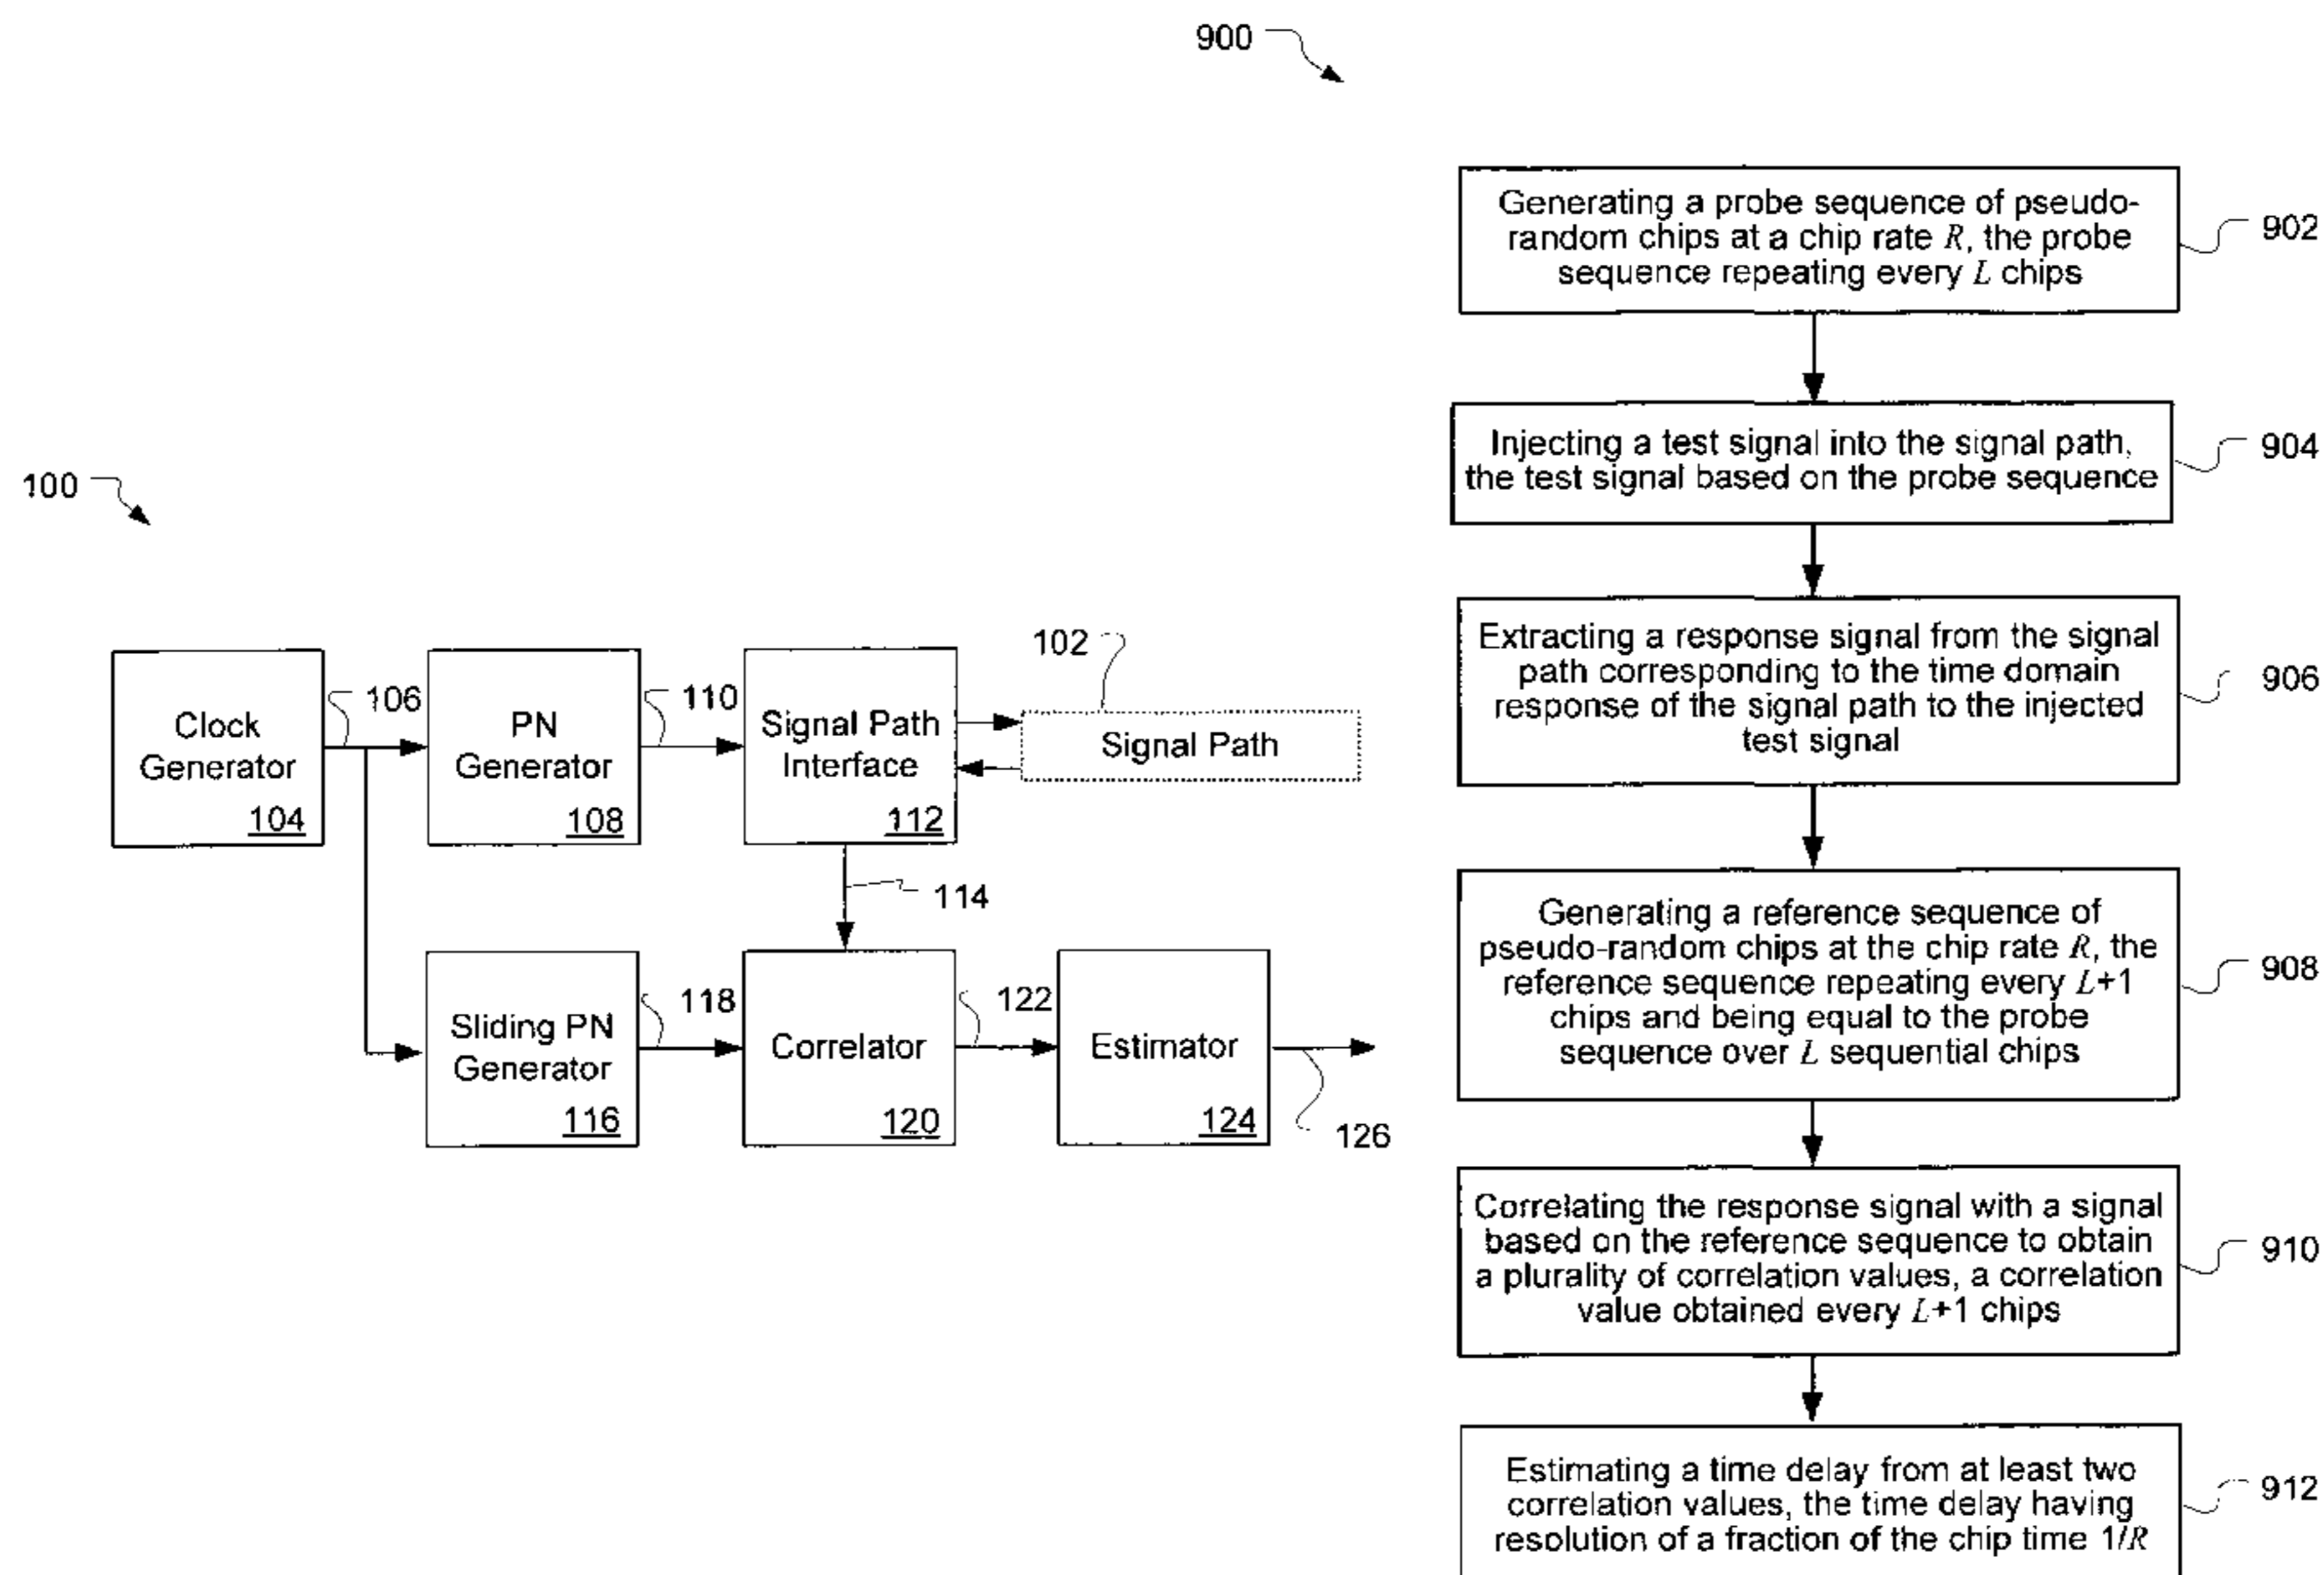 100
Clock
Generator
104
106
PN
Generator
108
110
Signal Path
Interface
112
102
Signal Path
114
Sliding PN
Generator
116
118
Correlator
120
122
Estimator
124
126
900
Generating a probe sequence of pseudo-
random chips at a chip rate R, the probe
sequence repeating every L chips
902
Injecting a test signal into the signal path,
the test signal based on the probe sequence
904
Extracting a response signal from the signal
path corresponding to the time domain
response of the signal path to the injected
test signal
906
Generating a reference sequence of
pseudo-random chips at the chip rate R, the
reference sequence repeating every L+1
chips and being equal to the probe
sequence over L sequential chips
908
Correlating the response signal with a signal
based on the reference sequence to obtain
a plurality of correlation values, a correlation
value obtained every L+1 chips
910
Estimating a time delay from at least two
correlation values, the time delay having
resolution of a fraction of the chip time 1/R
912